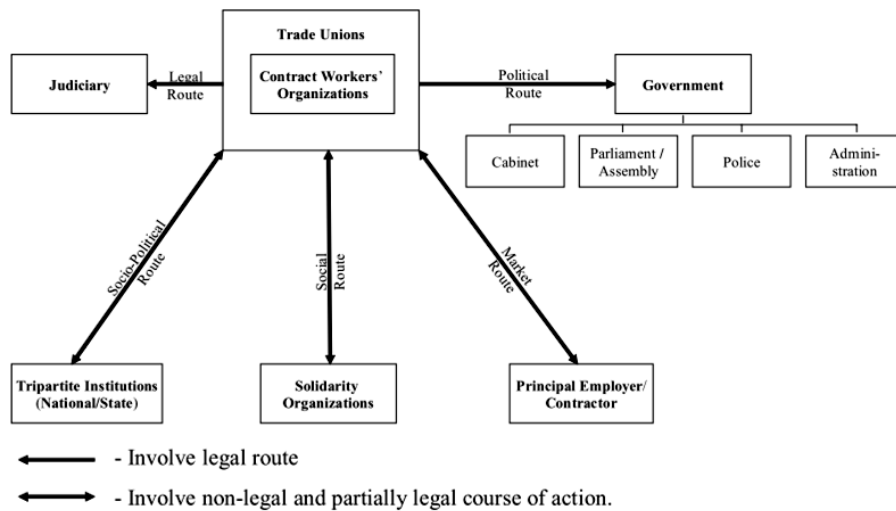 Trade Unions
Contract Workers'
Organizations
Judiciary
Legal
Route
Political
Route
Government
Cabinet
Parliament /
Assembly
Police
Admini-
stration
Socio-Political
Route
Social
Route
Market
Route
Tripartite Institutions
(National/State)
Solidarity
Organizations
Principal Employer/
Contractor
- Involve legal route
- Involve non-legal and partially legal course of action.